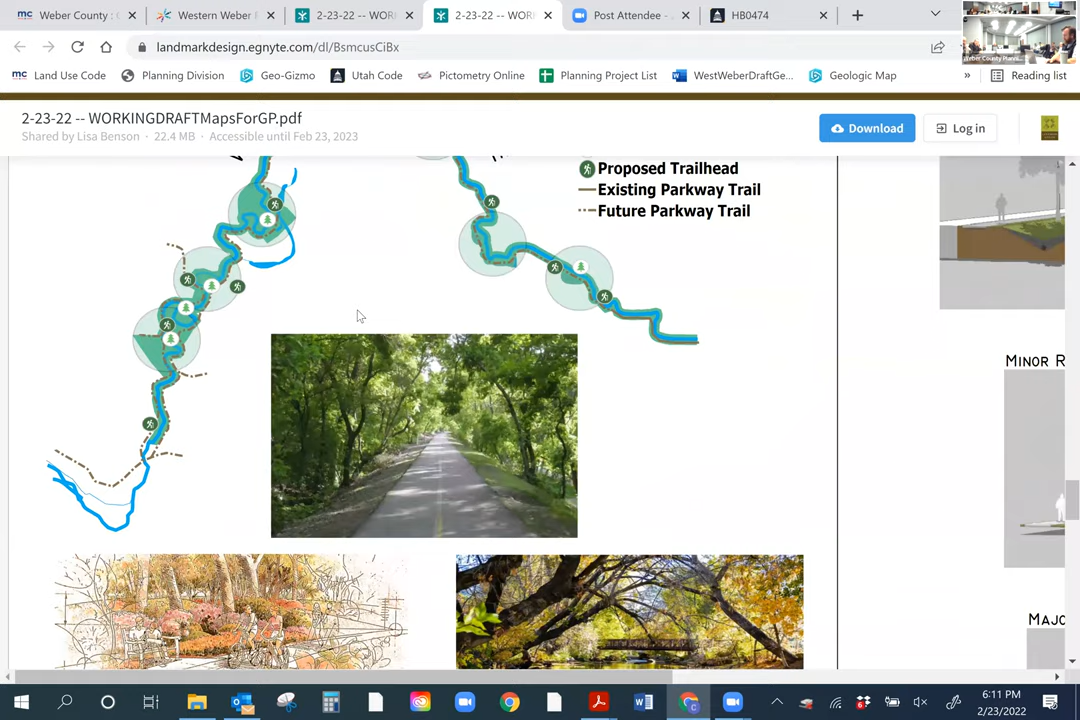 Weber County : G
Western Weber F
2-23-22 -- WORK
2-23-22 -- WORK
Post Attendee -
HB0474
landmarkdesign.egnyte.com/dl/BsmcusCiBx
mc Land Use Code
Planning Division
Geo-Gizmo
Utah Code
Pictometry Online
Planning Project List
WestWeberDraftGe...
Geologic Map
»
Reading list
2-23-22 -- WORKINGDRAFTMapsForGP.pdf
Shared by Lisa Benson · 22.4 MB · Accessible until Feb 23, 2023
Download
Log in
Proposed Trailhead
Existing Parkway Trail
Future Parkway Trail
MINOR R
MAJO
6:11 PM
2/23/2022